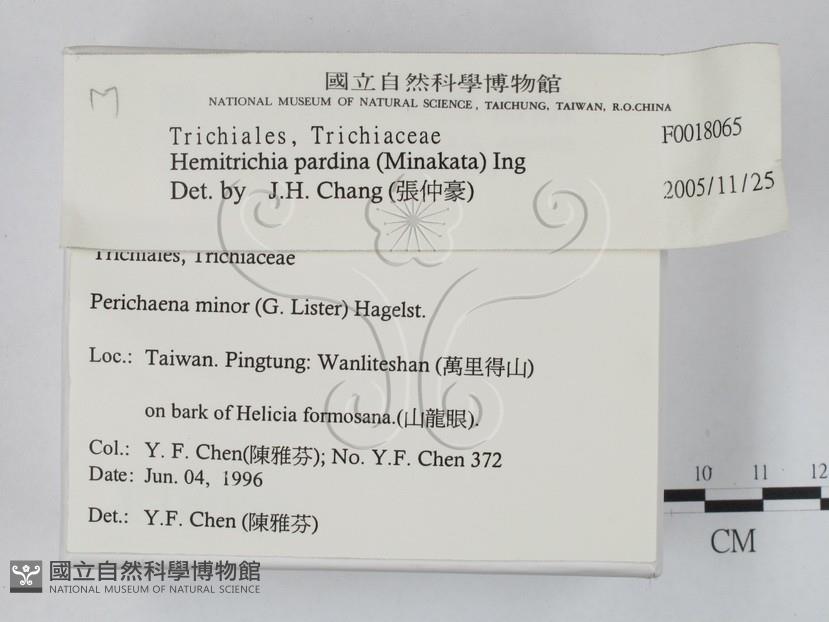 M
國立自然科學博物館
NATIONAL MUSEUM OF NATURAL SCIENCE, TAICHUNG, TAIWAN, R.O.CHINA
Trichiales, Trichiaceae F0018065
Hemitrichia pardina (Minakata) Ing
Det. by J.H. Chang (張仲豪) 2005/11/25
Trichiales, Trichiaceae
Perichaena minor (G. Lister) Hagelst.
Loc.: Taiwan. Pingtung: Wanliteshan (萬里得山)
on bark of Helicia formosana.(山龍眼).
Col.: Y. F. Chen(陳雅芬); No. Y.F. Chen 372
Date: Jun. 04, 1996
Det.: Y.F. Chen (陳雅芬)
10 11 12
CM
國立自然科學博物館
NATIONAL MUSEUM OF NATURAL SCIENCE